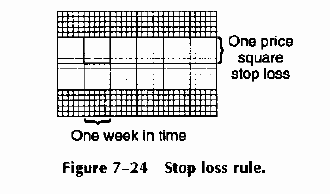 One price
square
stop loss
One week in time
Figure 7–24 Stop loss rule.